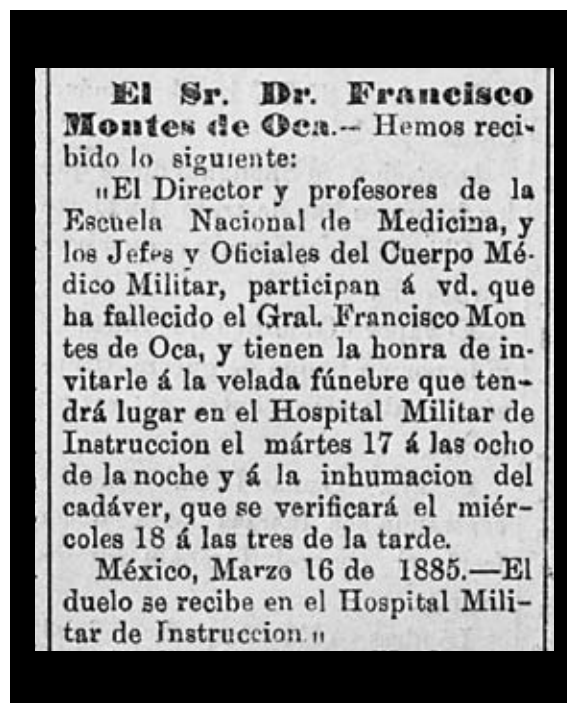 El Sr. Dr. Francisco
Montes de Oca.—Hemos reci-
bido lo siguiente:
"El Director y profesores de la
Escuela Nacional de Medicina, y
los Jefes y Oficiales del Cuerpo Mé-
dico Militar, participan á vd. que
ha fallecido el Gral. Francisco Mon
tes de Oca, y tienen la honra de in-
vitarle á la velada fúnebre que ten-
drá lugar en el Hospital Militar de
Instruccion el mártes 17 á las ocho
de la noche y á la inhumacion del
cadáver, que se verificará el miér-
coles 18 á las tres de la tarde.
México, Marzo 16 de 1885.—El
duelo se recibe en el Hospital Mili-
tar de Instruccion."